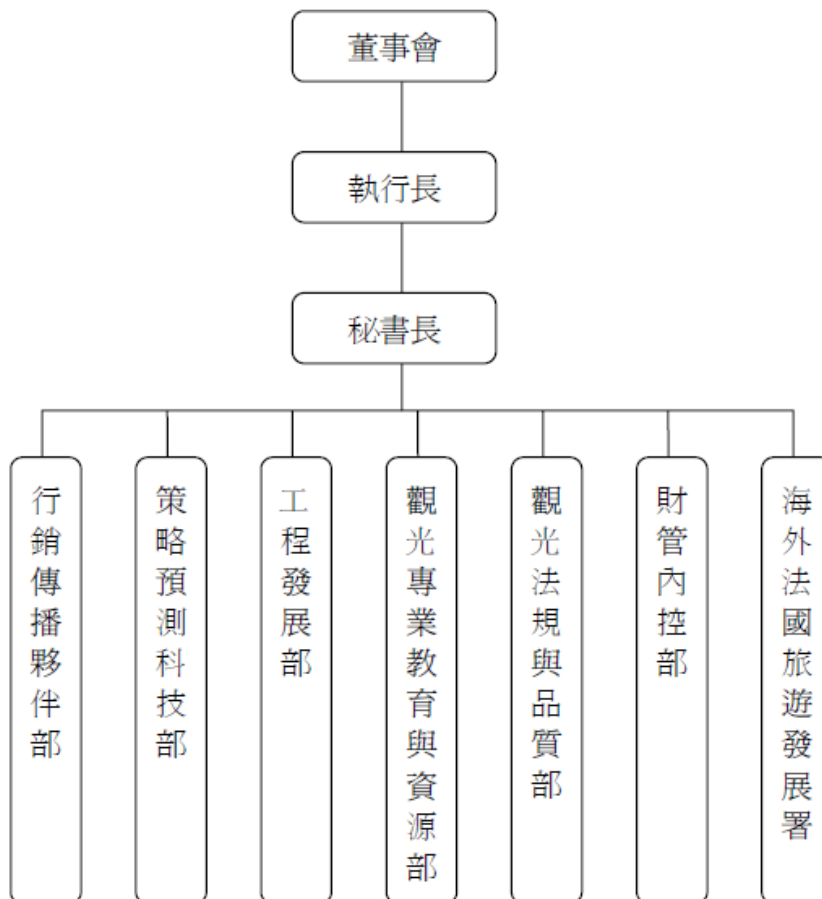 董事會
執行長
秘書長
行銷傳播夥伴部
策略預測科技部
工程發展部
觀光專業教育與資源部
觀光法規與品質部
財管內控部
海外法國旅遊發展署